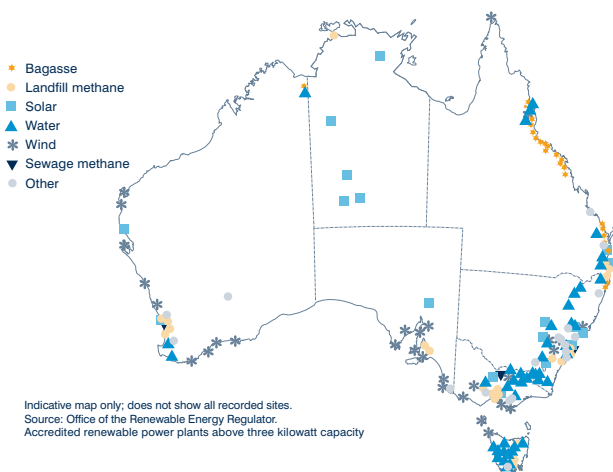 Bagasse
Landfill methane
Solar
Water
Wind
Sewage methane
Other
Indicative map only; does not show all recorded sites.
Source: Office of the Renewable Energy Regulator.
Accredited renewable power plants above three kilowatt capacity